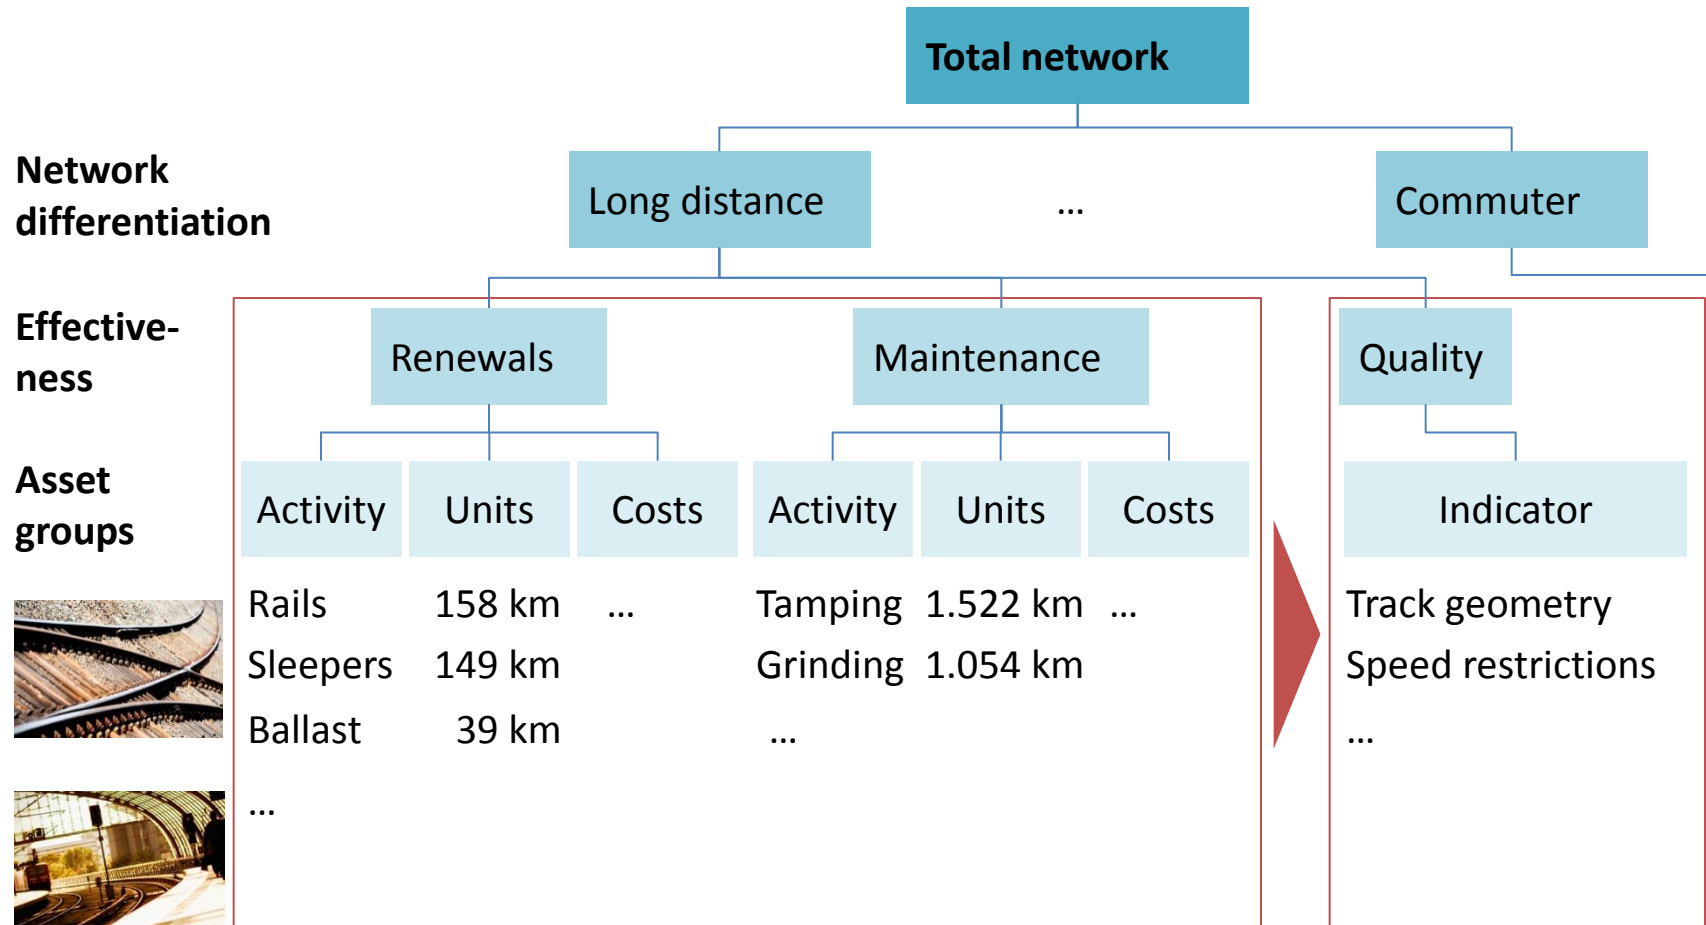 Total network
Network
differentiation
Long distance
...
Commuter
Effective-
ness
Renewals
Maintenance
Quality
Asset
groups
Activity
Units
Costs
Activity
Units
Costs
Indicator
Rails 158 km ... Tamping 1.522 km ... Track geometry
Sleepers 149 km Grinding 1.054 km Speed restrictions
Ballast 39 km ... ...
...